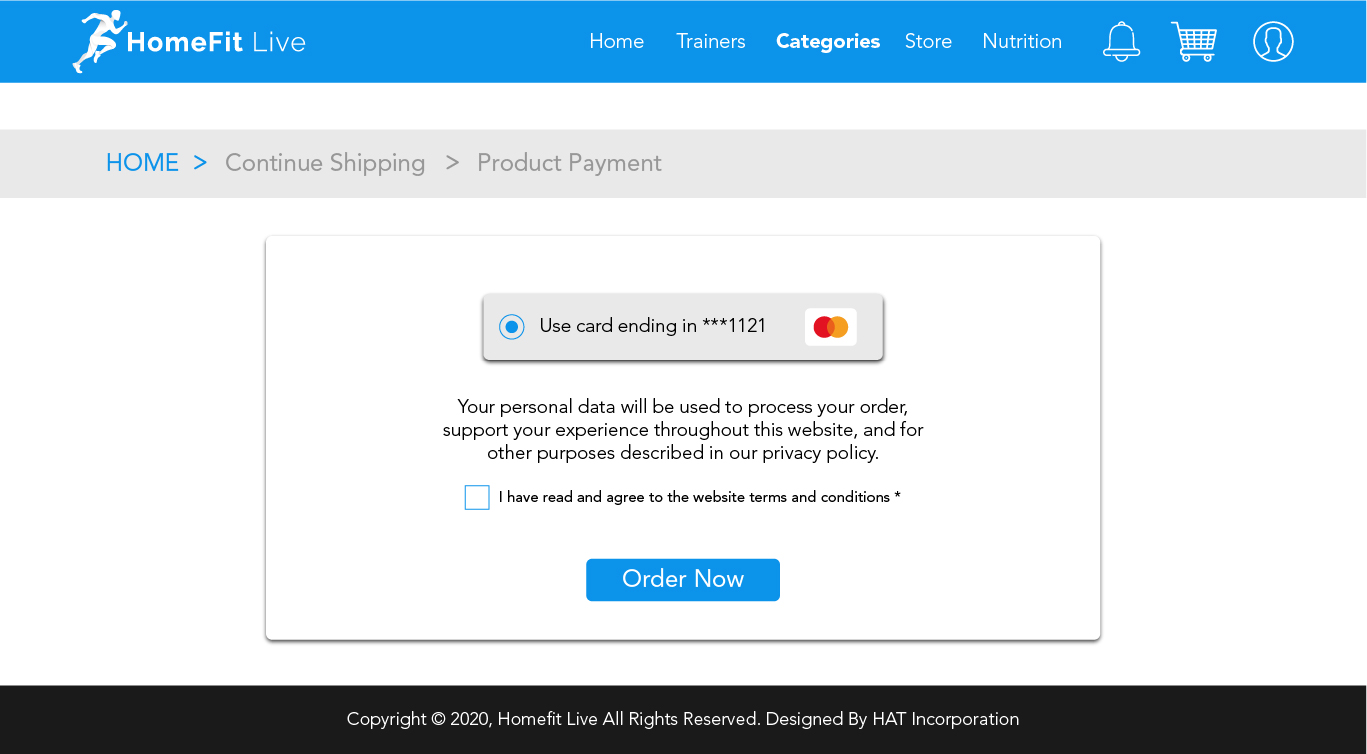 HomeFit Live
Home Trainers Categories Store Nutrition
HOME > Continue Shipping > Product Payment
Use card ending in ***1121
Your personal data will be used to process your order,
support your experience throughout this website, and for
other purposes described in our privacy policy.
I have read and agree to the website terms and conditions *
Order Now
Copyright © 2020, Homefit Live All Rights Reserved. Designed By HAT Incorporation